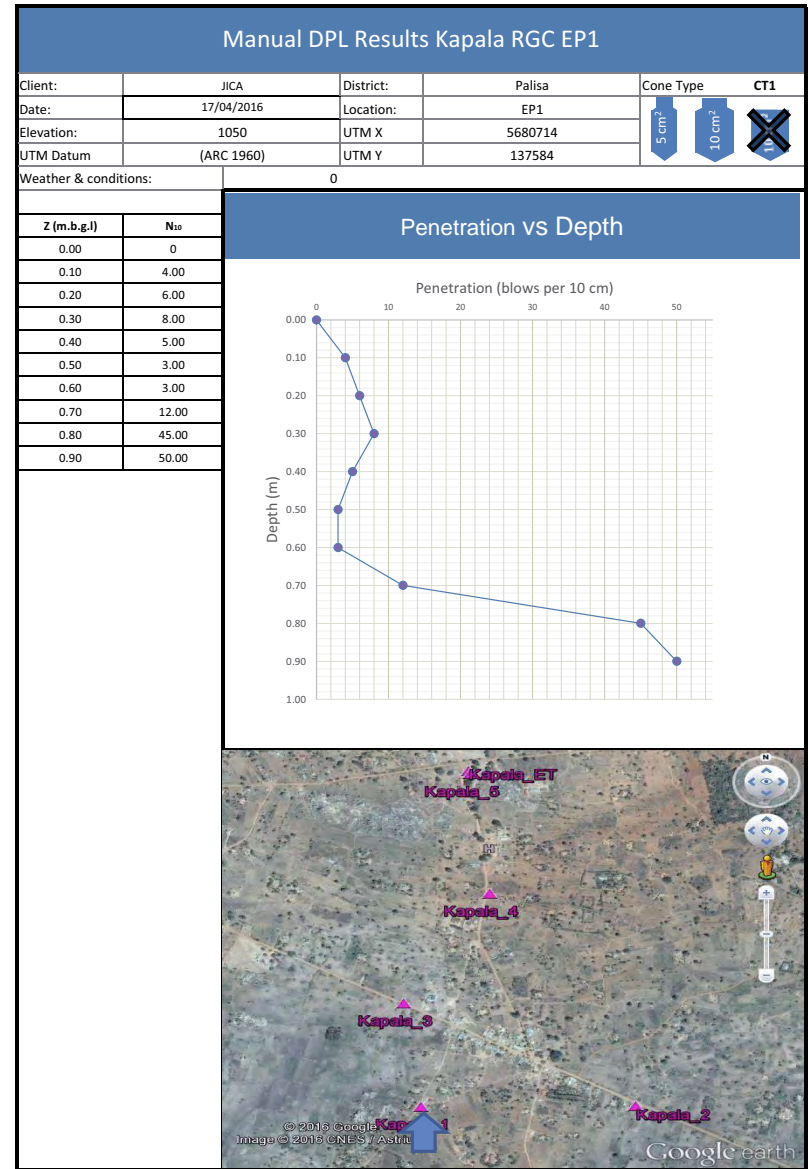 Manual DPL Results Kapala RGC EP1
Client: JICA District: Palisa Cone Type CT1
Date: 17/04/2016 Location: EP1
Elevation: 1050 UTM X 5680714
UTM Datum (ARC 1960) UTM Y 137584
5 cm²
10 cm²
Weather & conditions: 0
Z (m.b.g.l) N10
0.00 0
0.10 4.00
0.20 6.00
0.30 8.00
0.40 5.00
0.50 3.00
0.60 3.00
0.70 12.00
0.80 45.00
0.90 50.00
Penetration vs Depth
Penetration (blows per 10 cm)
0 10 20 30 40 50
0.00
0.10
0.20
0.30
0.40
0.50
0.60
0.70
0.80
0.90
1.00
Depth (m)
N
Kapala_ET
Kapala_5
H
Kapala_4
Kapala_3
Kapala_2
© 2016 Google
Image © 2016 CNES / Astrium
Google earth